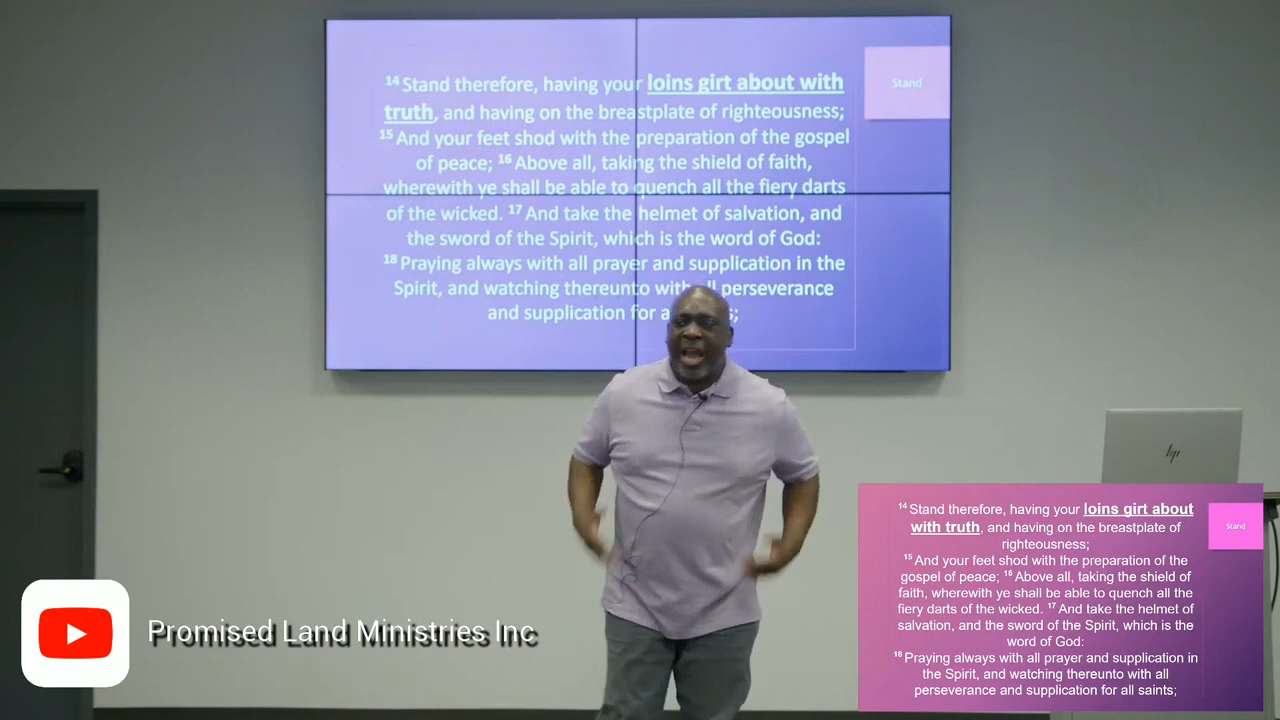 14 Stand therefore, having your loins girt about with
truth, and having on the breastplate of righteousness;
15 And your feet shod with the preparation of the gospel
of peace; 16 Above all, taking the shield of faith,
wherewith ye shall be able to quench all the fiery darts
of the wicked. 17 And take the helmet of salvation, and
the sword of the Spirit, which is the word of God:
18 Praying always with all prayer and supplication in the
Spirit, and watching thereunto with all perseverance
and supplication for
Stand
hp
14 Stand therefore, having your loins girt about
with truth, and having on the breastplate of
righteousness;
15 And your feet shod with the preparation of the
gospel of peace; 16 Above all, taking the shield of
faith, wherewith ye shall be able to quench all the
fiery darts of the wicked. 17 And take the helmet of
salvation, and the sword of the Spirit, which is the
word of God:
18 Praying always with all prayer and supplication in
the Spirit, and watching thereunto with all
perseverance and supplication for all saints;
Stand
Promised Land Ministries Inc